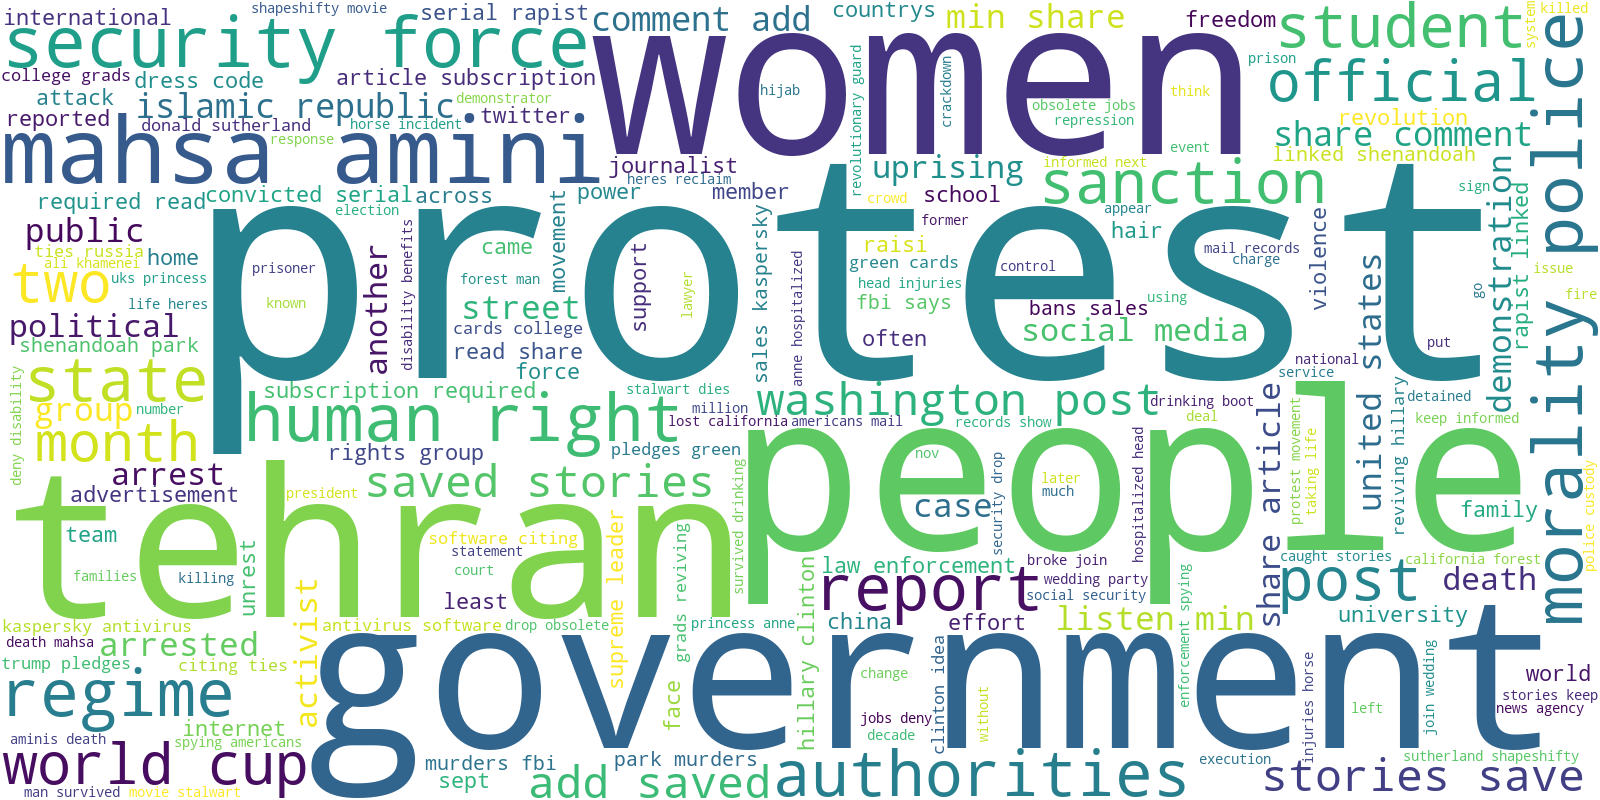 international
shapeshifty movie
serial rapist
security force
women
comment add
countrys
min share
freedom
student
system
killed
college grads
dress code
article subscription
prison
official
attack
islamic republic
demonstrator
hijab
revolutionary guard
crackdown
think
obsolete jobs
repression
reported
donald sutherland
horse incident
twitter
revolution
morality police
mahsa amini
response
journalist
uprising
event
share comment
linked shenandoah
informed next
heres reclaim
required read
convicted serial
across
power
member
school
crowd
former
sanction
sign
election
movement
public
protest
ties russia
home
ali khamenei
uks princess
two
life heres
prisoner
known
another
disability benefits
came
forest man
street
support
lawyer
sales kaspersky
anne hospitalized
raisi
green cards
head injuries
fbi says
appear
hair
control
mail records
charge
violence
bans sales
using
united states
demonstration
rapist linked
go
issue
fire
political
shenandoah park
cards college
read share
force
often
social media
put
state
deny disability
subscription required
stalwart dies
national
service
group
number
human right
million
lost california
americans mail
washington post
records show
drinking boot
deal
people
share article
protest movement
taking life
reviving hillary
detained
keep informed
month
rights group
pledges green
nov
arrest
advertisement
president
saved stories
tehran
later
much
case
security drop
hospitalized head
family
police custody
team
software citing
statement
court
supreme leader
survived drinking
grads reviving
families
killing
unrest
activist
least
law enforcement
broke join
wedding party
social security
caught stories
california forest
report
post
death
kaspersky antivirus
antivirus software
drop obsolete
princess anne
china
effort
listen min
university
death mahsa
arrested
government
trump pledges
citing ties
face
hillary clinton
change
clinton idea
without
enforcement spying
injuries horse
left
join wedding
world
regime
stories keep
news agency
internet
jobs deny
decade
aminis death
spying americans
world cup
murders fbi
park murders
execution
sutherland shapeshifty
sept
add saved
authorities
stories save
man survived
movie stalwart